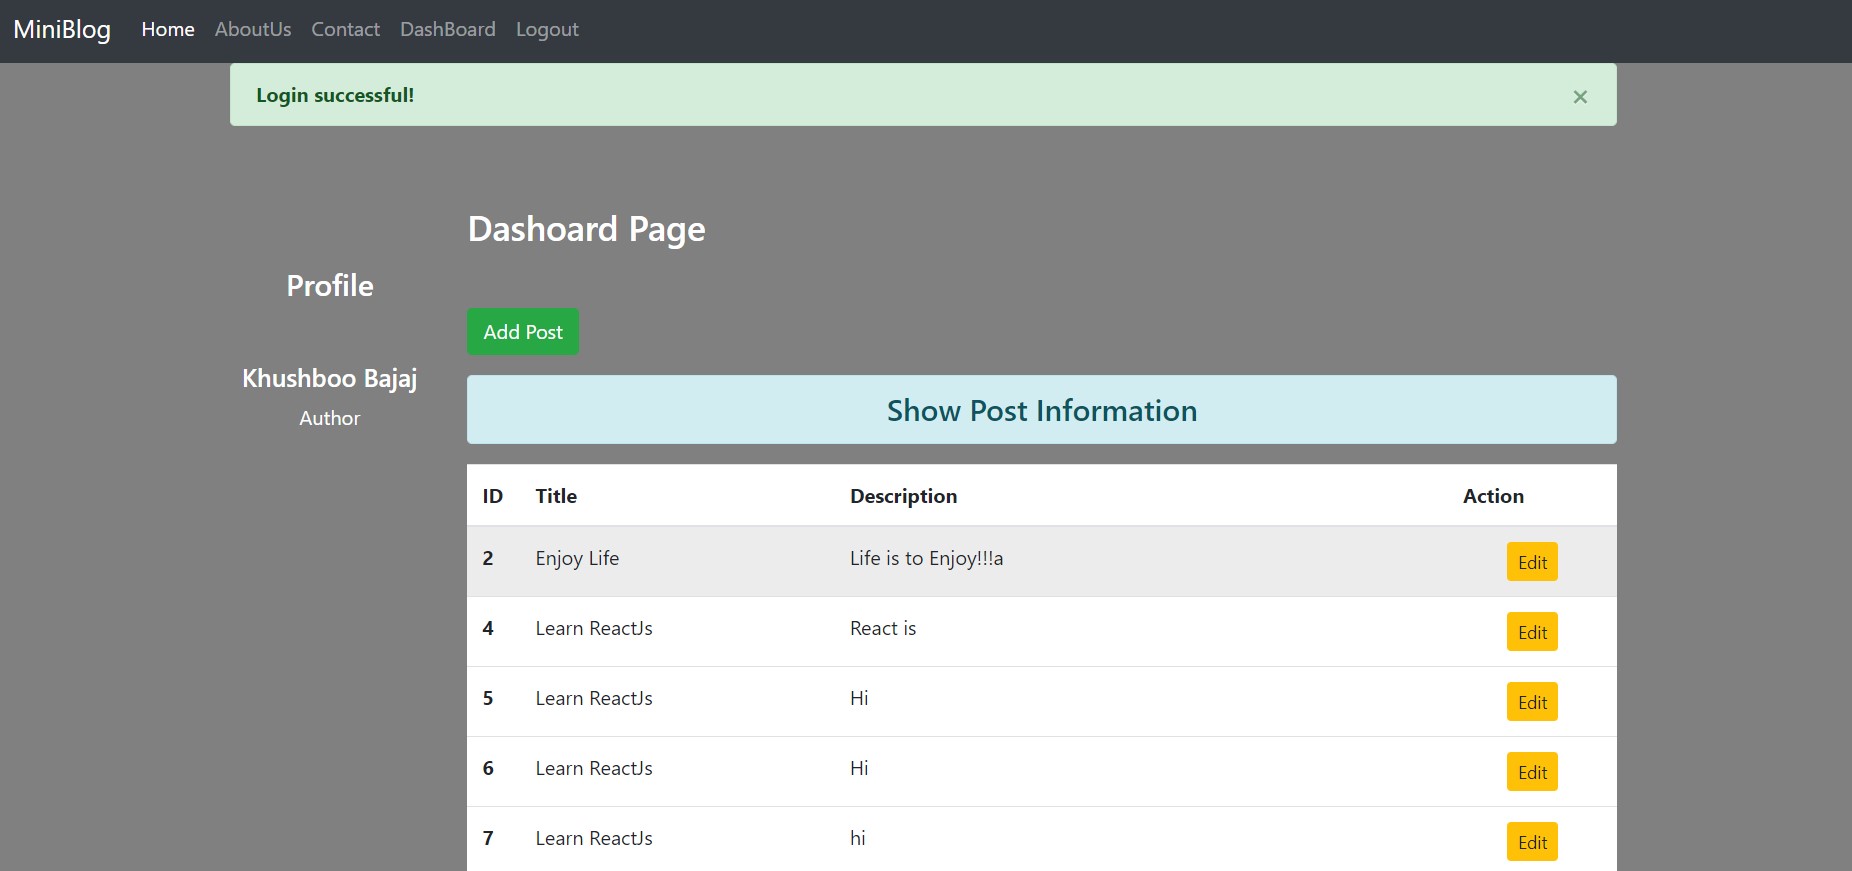 MiniBlog Home AboutUs Contact DashBoard Logout
Login successful! ×
Dashoard Page
Profile
Khushboo Bajaj
Author
Add Post
Show Post Information
ID Title Description Action
2 Enjoy Life Life is to Enjoy!!!a Edit
4 Learn ReactJs React is Edit
5 Learn ReactJs Hi Edit
6 Learn ReactJs Hi Edit
7 Learn ReactJs hi Edit